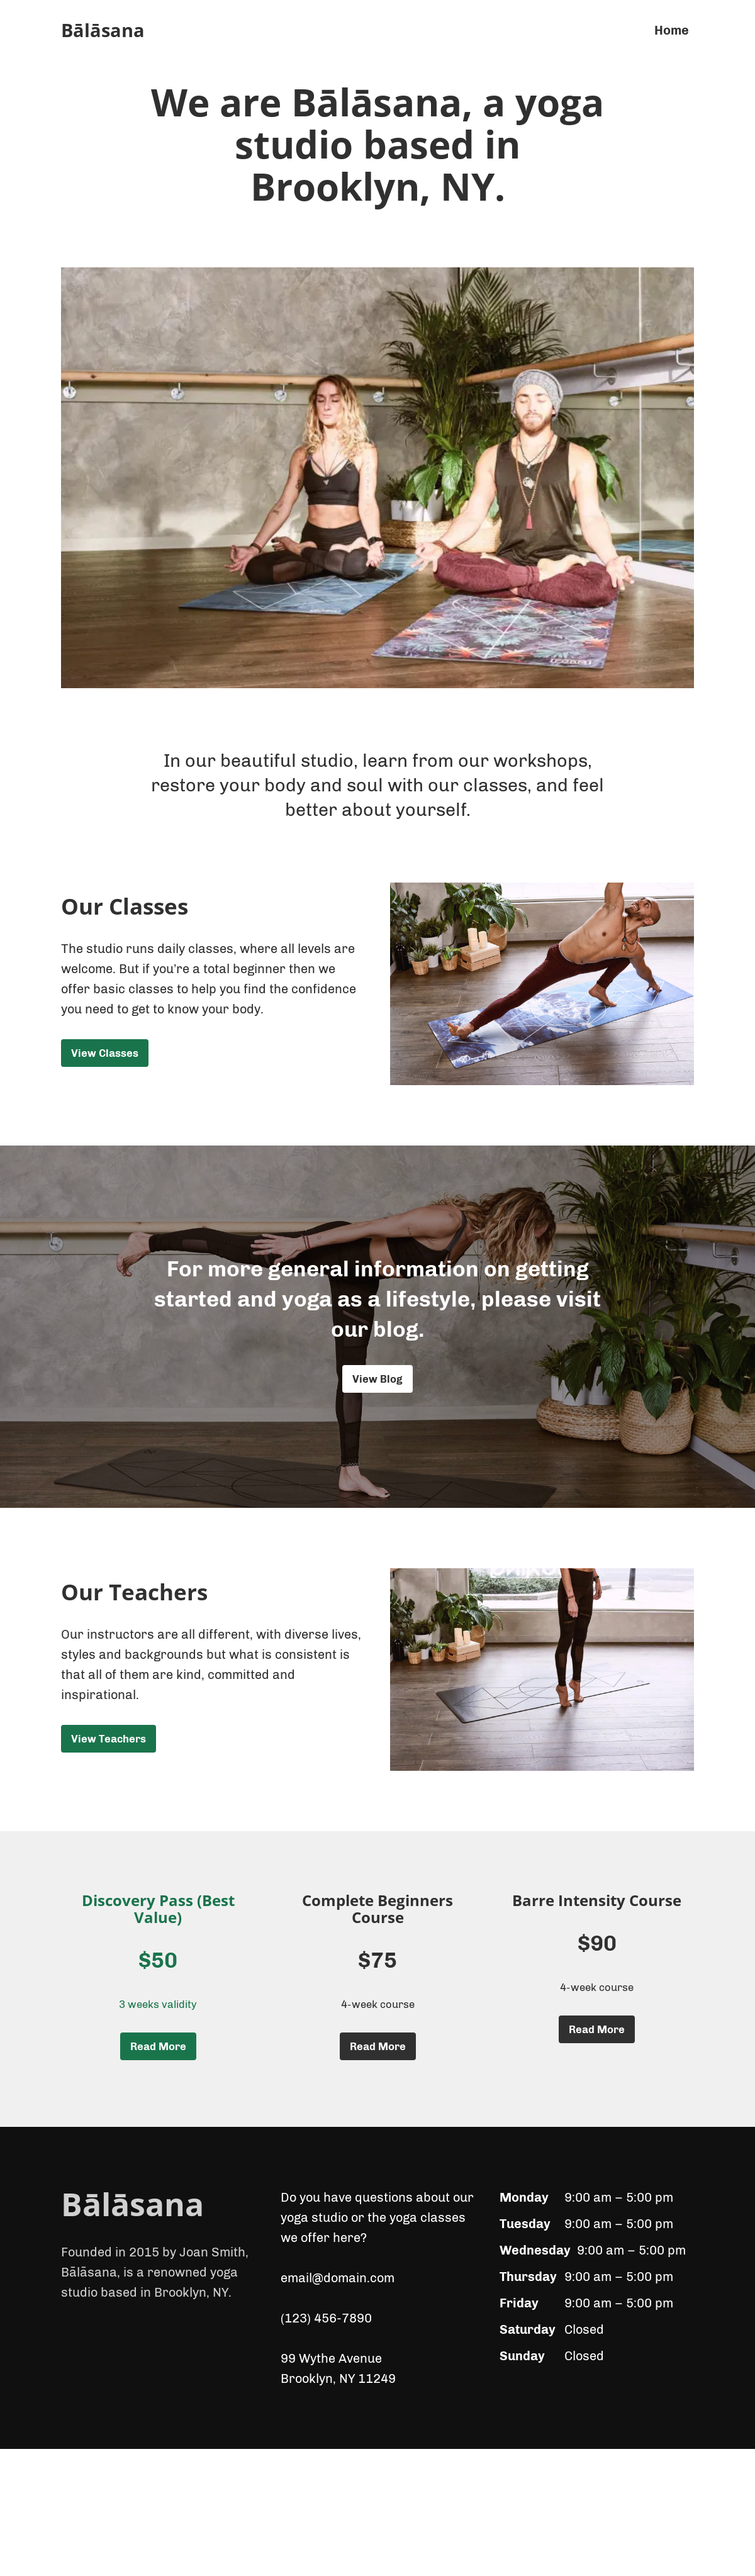 Bālāsana
Home
We are Bālāsana, a yoga
studio based in
Brooklyn, NY.
In our beautiful studio, learn from our workshops,
restore your body and soul with our classes, and feel
better about yourself.
Our Classes
The studio runs daily classes, where all levels are
welcome. But if you’re a total beginner then we
offer basic classes to help you find the confidence
you need to get to know your body.
View Classes
For more general information on getting
started and yoga as a lifestyle, please visit
our blog.
View Blog
Our Teachers
Our instructors are all different, with diverse lives,
styles and backgrounds but what is consistent is
that all of them are kind, committed and
inspirational.
View Teachers
Discovery Pass (Best
Value)
$50
3 weeks validity
Read More
Complete Beginners
Course
$75
4-week course
Read More
Barre Intensity Course
$90
4-week course
Read More
Bālāsana
Founded in 2015 by Joan Smith,
Bālāsana, is a renowned yoga
studio based in Brooklyn, NY.
Do you have questions about our
yoga studio or the yoga classes
we offer here?
email@domain.com
(123) 456-7890
99 Wythe Avenue
Brooklyn, NY 11249
Monday 9:00 am – 5:00 pm
Tuesday 9:00 am – 5:00 pm
Wednesday 9:00 am – 5:00 pm
Thursday 9:00 am – 5:00 pm
Friday 9:00 am – 5:00 pm
Saturday Closed
Sunday Closed